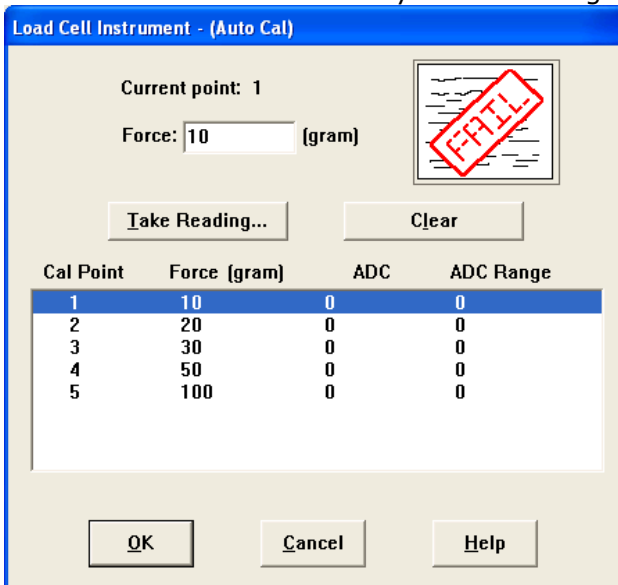 Load Cell Instrument - (Auto Cal)
Current point: 1
Force: 10 (gram)
FAIL
Take Reading... Clear
Cal Point Force (gram) ADC ADC Range
1 10 0 0
2 20 0 0
3 30 0 0
4 50 0 0
5 100 0 0
OK Cancel Help